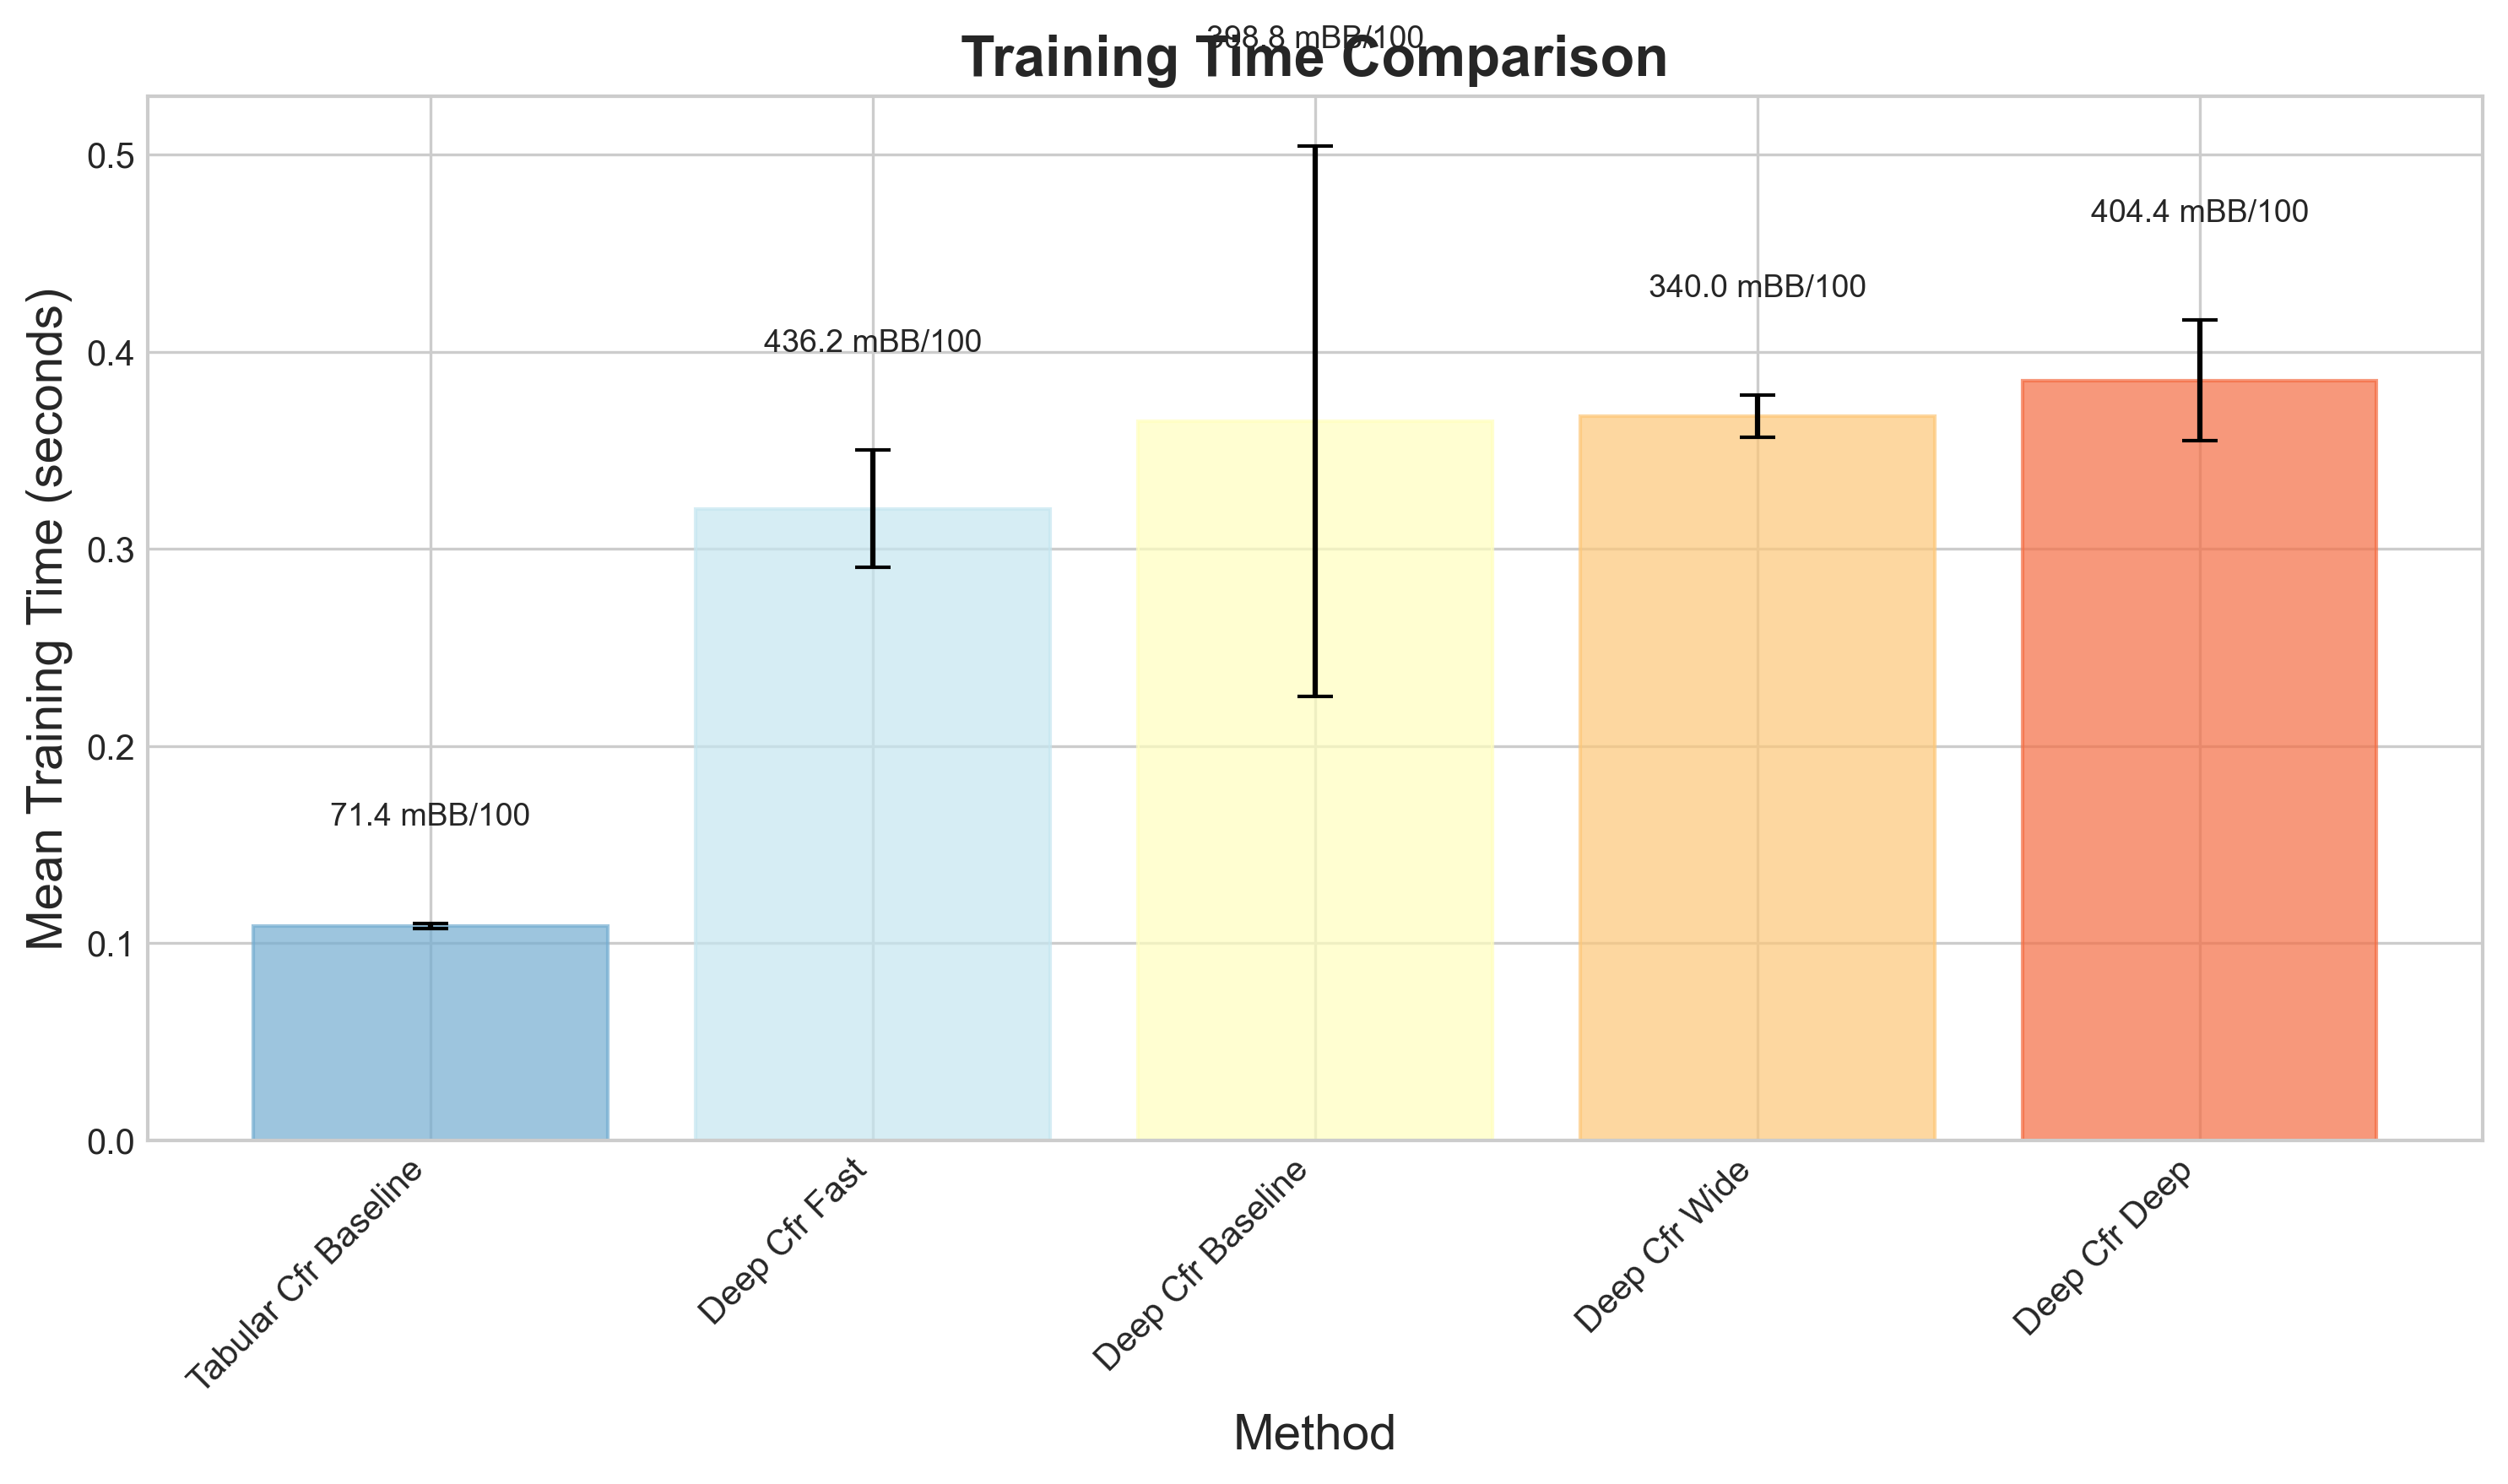 398.8 mBB/100
Training Time Comparison
Mean Training Time (seconds)
0.5
0.4
0.3
0.2
0.1
0.0
404.4 mBB/100
340.0 mBB/100
436.2 mBB/100
71.4 mBB/100
Tabular Cfr Baseline
Deep Cfr Fast
Deep Cfr Baseline
Deep Cfr Wide
Deep Cfr Deep
Method